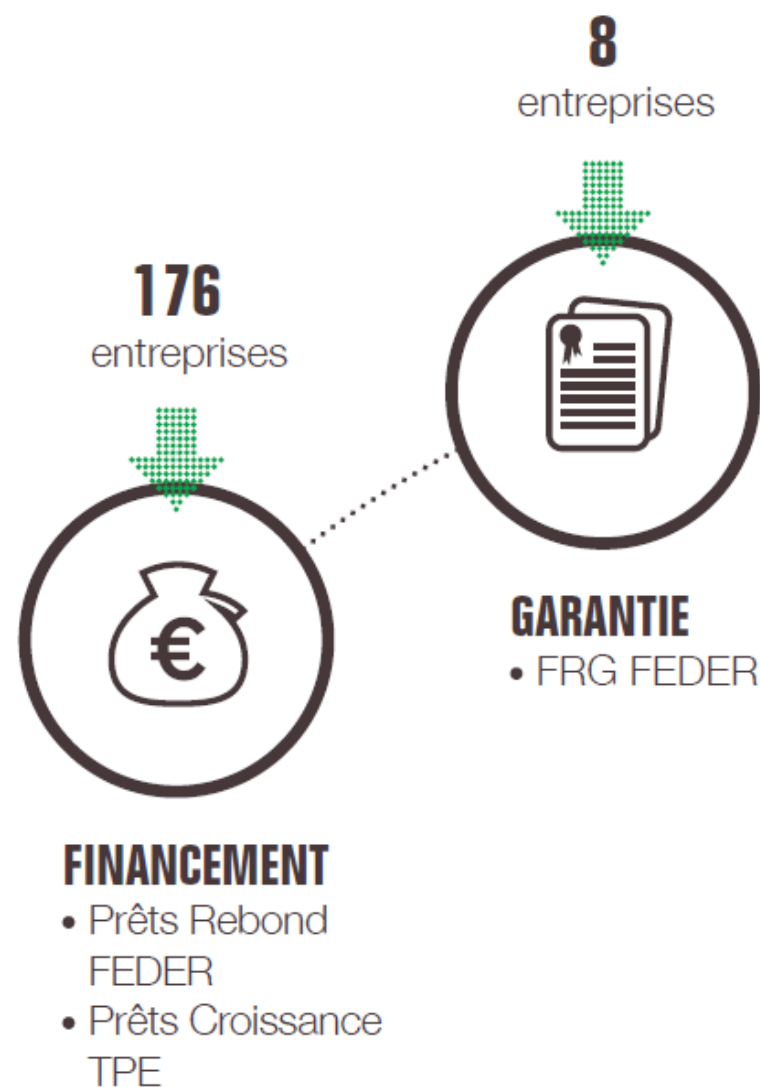 8
entreprises
176
entreprises
€
GARANTIE
• FRG FEDER
FINANCEMENT
• Prêts Rebond
FEDER
• Prêts Croissance
TPE